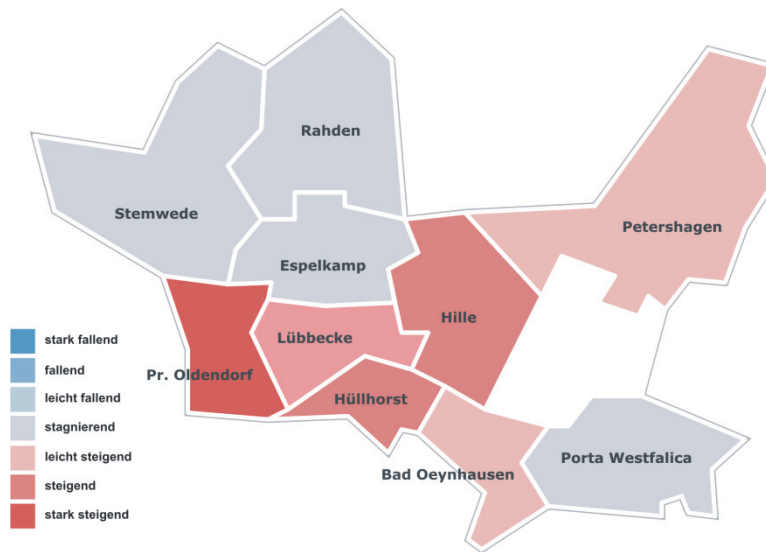 Rahden
Stemwede
Petershagen
Espelkamp
Hille
Lübbecke
Pr. Oldendorf
Hüllhorst
Porta Westfalica
Bad Oeynhausen
stark fallend
fallend
leicht fallend
stagnierend
leicht steigend
steigend
stark steigend